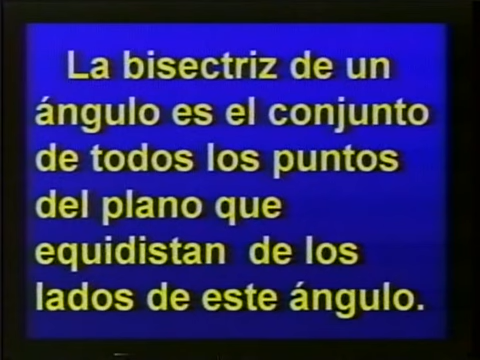 La bisectriz de un
ángulo es el conjunto
de todos los puntos
del plano que
equidistan de los
lados de este ángulo.